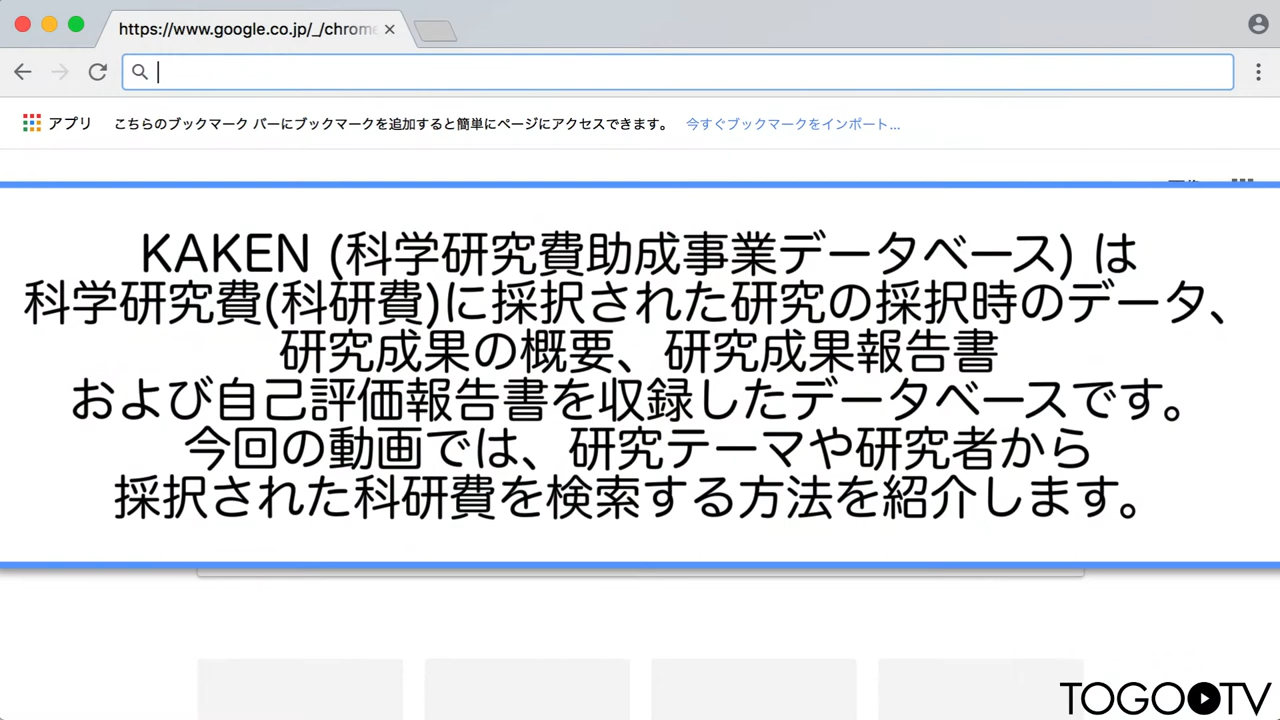 https://www.google.co.jp/_/chrome
アプリ
こちらのブックマーク バーにブックマークを追加すると簡単にページにアクセスできます。
今すぐブックマークをインポート...
KAKEN (科学研究費助成事業データベース) は
科学研究費(科研費)に採択された研究の採択時のデータ、
研究成果の概要、研究成果報告書
および自己評価報告書を収録したデータベースです。
今回の動画では、研究テーマや研究者から
採択された科研費を検索する方法を紹介します。
TOGO TV